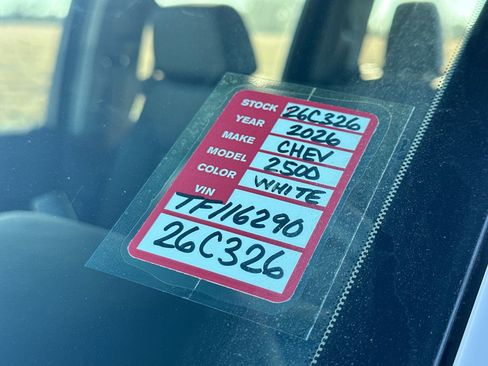 STOCK 26C326
YEAR 2026
MAKE CHEV
MODEL 2500
COLOR WHITE
VIN TF116290
26C326